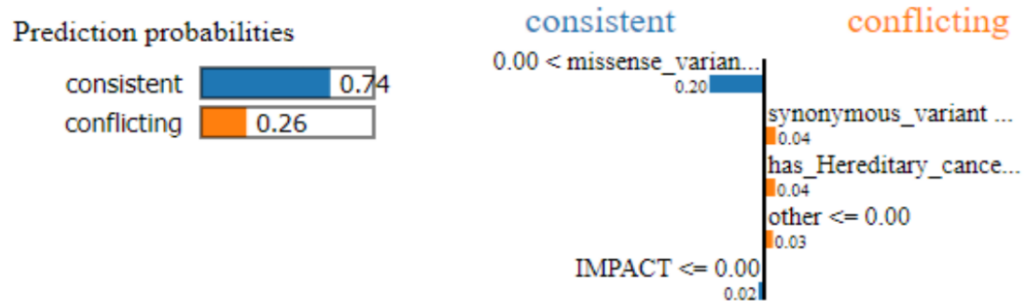 Prediction probabilities
consistent 0.74
conflicting 0.26
consistent conflicting
0.00 < missense_varian...
0.20
synonymous_variant ...
0.04
has_Hereditary_cance...
0.04
other <= 0.00
0.03
IMPACT <= 0.00
0.02